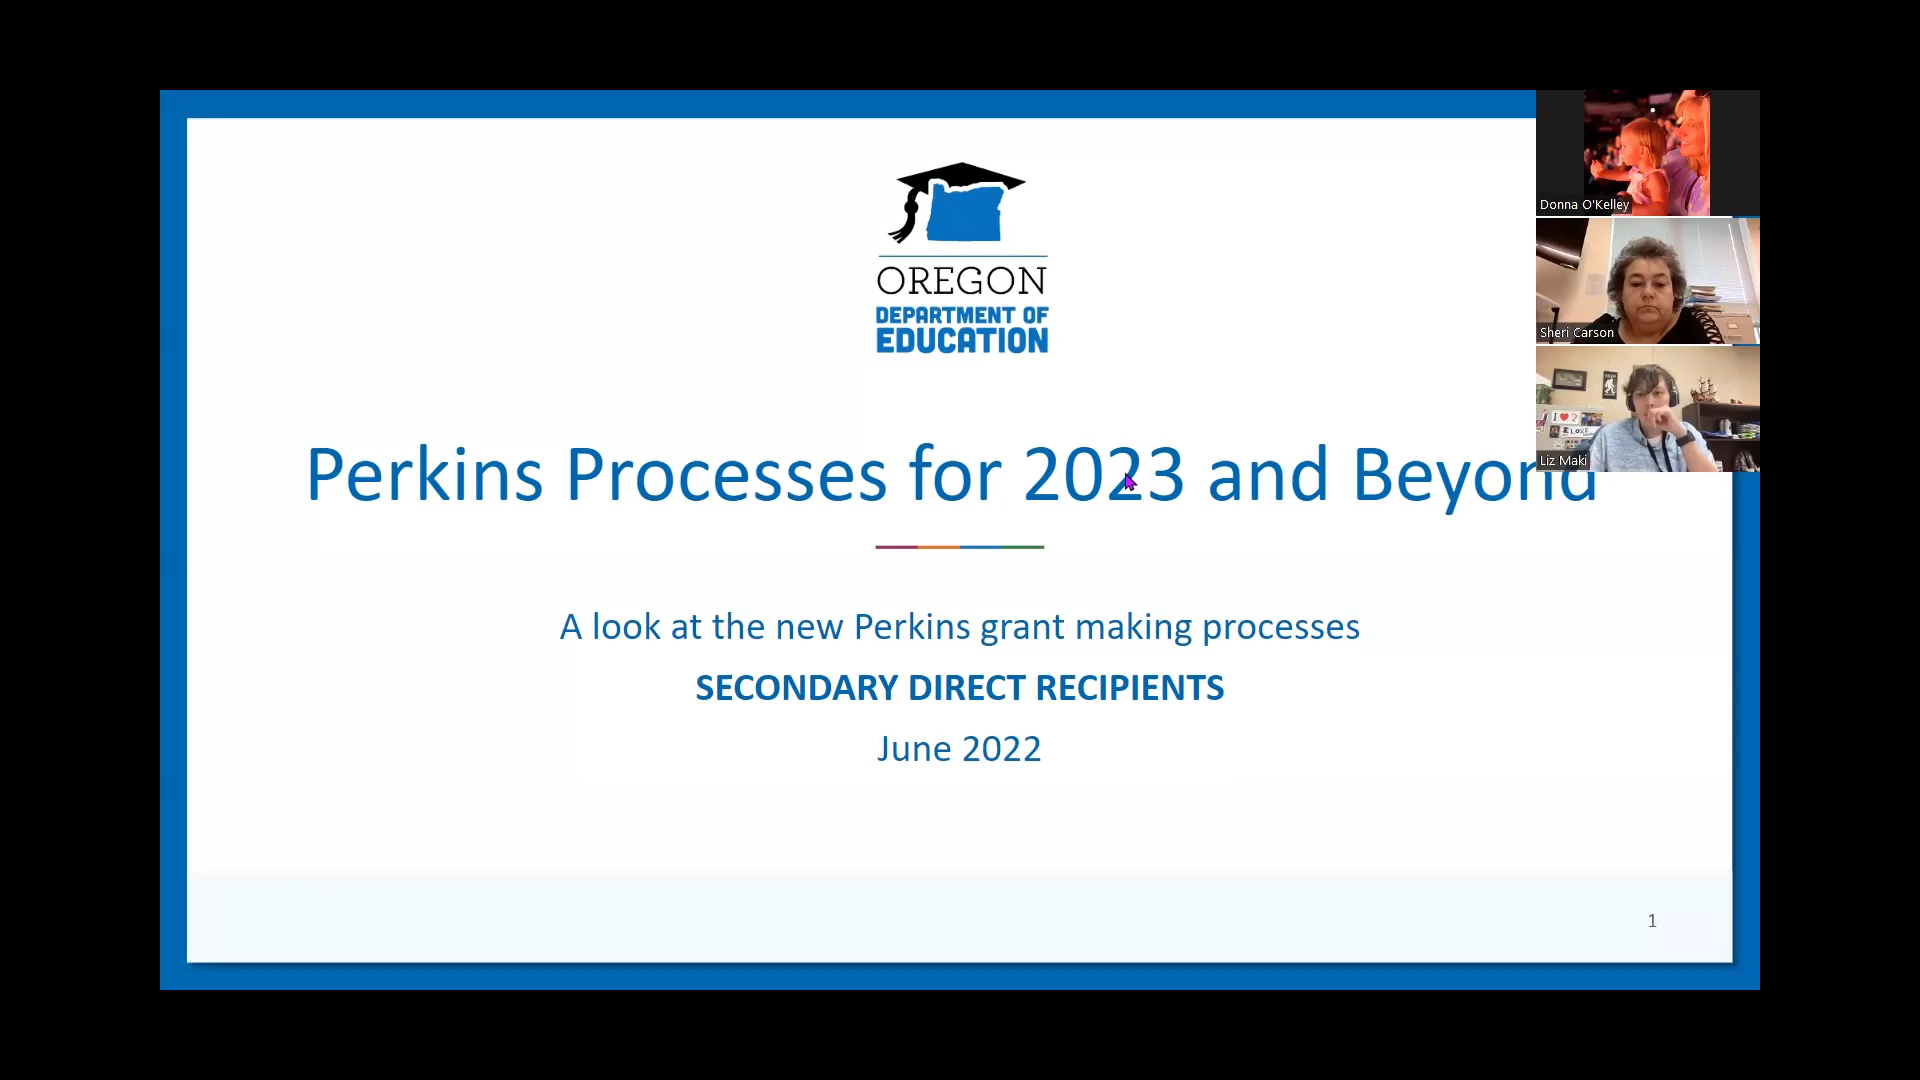 OREGON
DEPARTMENT OF
EDUCATION
Perkins Processes for 2023 and Beyond
A look at the new Perkins grant making processes
SECONDARY DIRECT RECIPIENTS
June 2022
1
Donna O'Kelley
Sheri Carson
I ❤ ?
I LOVE
Liz Maki